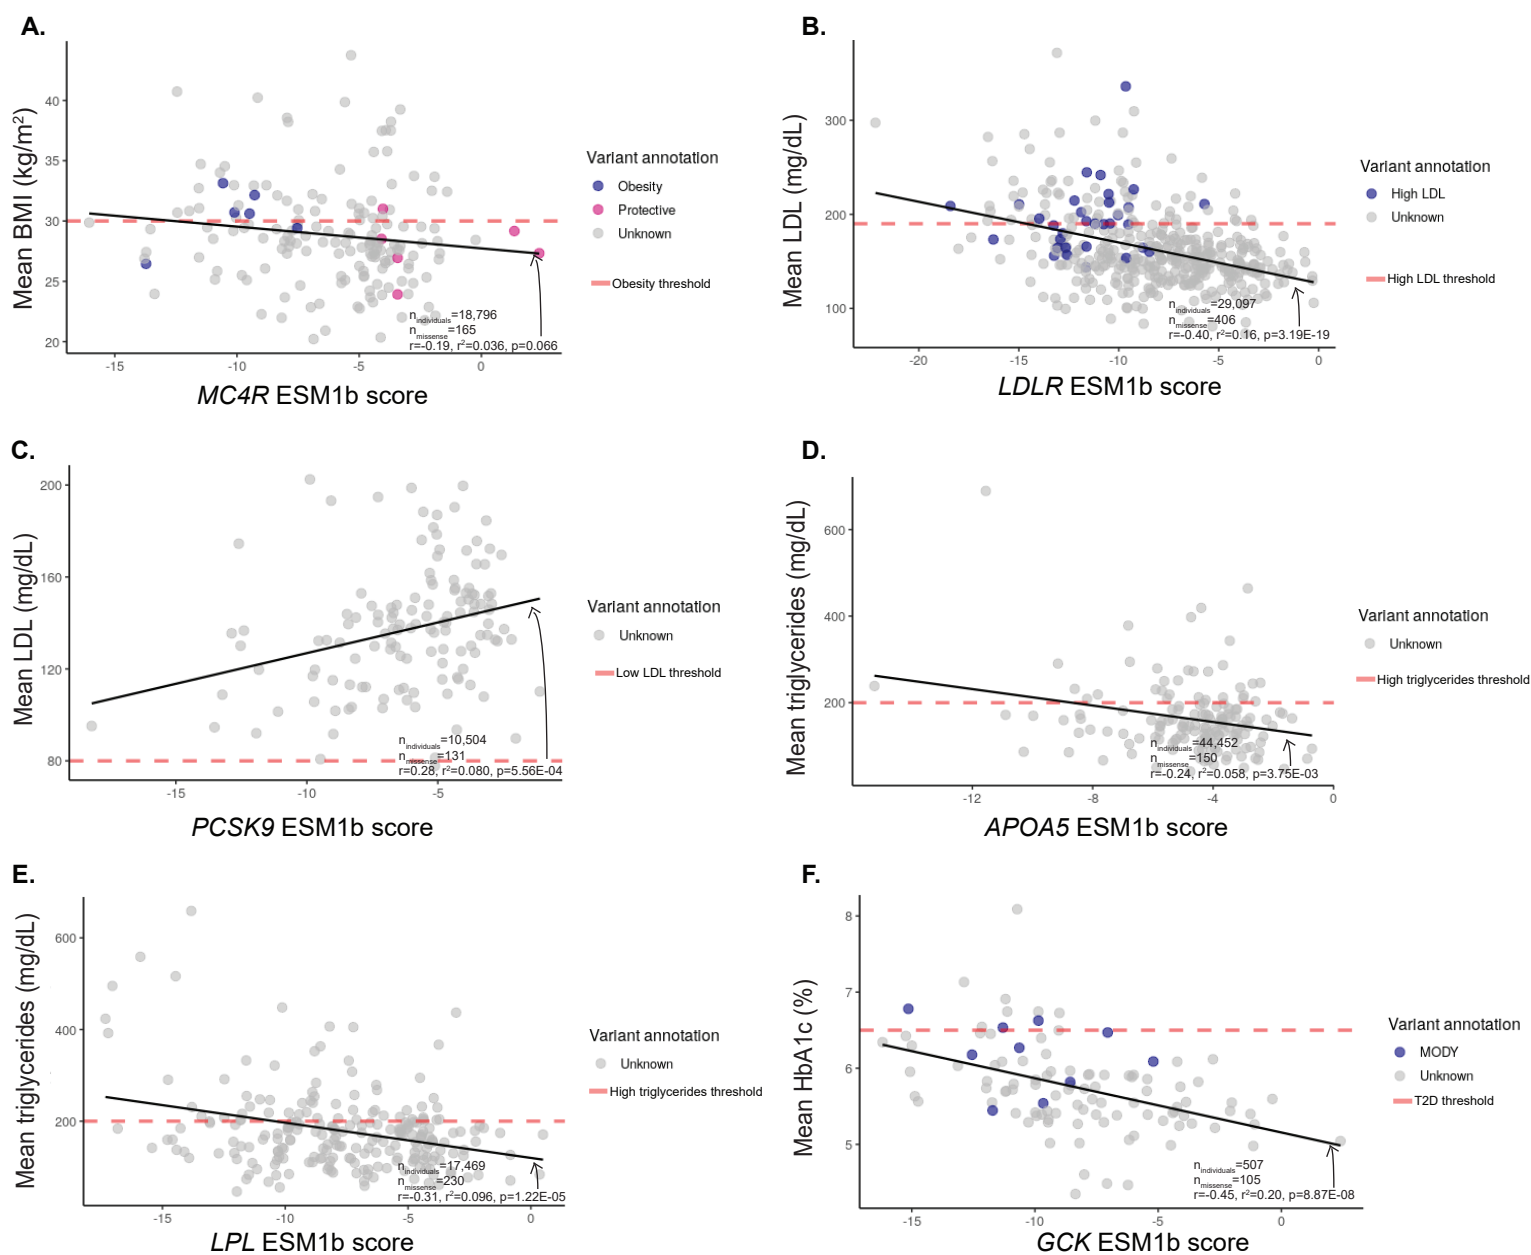 A.
Mean BMI (kg/m²)
40
35
30
25
20
-15
-10
-5
0
MC4R ESM1b score
n_individuals=18,796
n_missense=165
r=-0.19, r²=0.036, p=0.066
Variant annotation
Obesity
Protective
Unknown
Obesity threshold
B.
Mean LDL (mg/dL)
300
200
100
-20
-15
-10
-5
0
LDLR ESM1b score
n_individuals=29,097
n_missense=406
r=-0.40, r²=0.16, p=3.19E-19
Variant annotation
High LDL
Unknown
High LDL threshold
C.
Mean LDL (mg/dL)
200
160
120
80
-15
-10
-5
PCSK9 ESM1b score
n_individuals=10,504
n_missense=131
r=0.28, r²=0.080, p=5.56E-04
Variant annotation
Unknown
Low LDL threshold
D.
Mean triglycerides (mg/dL)
600
400
200
-12
-8
-4
0
APOA5 ESM1b score
n_individuals=44,452
n_missense=150
r=-0.24, r²=0.058, p=3.75E-03
Variant annotation
Unknown
High triglycerides threshold
E.
Mean triglycerides (mg/dL)
600
400
200
-15
-10
-5
0
LPL ESM1b score
n_individuals=17,469
n_missense=230
r=-0.31, r²=0.096, p=1.22E-05
Variant annotation
Unknown
High triglycerides threshold
F.
Mean HbA1c (%)
8
7
6
5
-15
-10
-5
0
GCK ESM1b score
n_individuals=507
n_missense=105
r=-0.45, r²=0.20, p=8.87E-08
Variant annotation
MODY
Unknown
T2D threshold